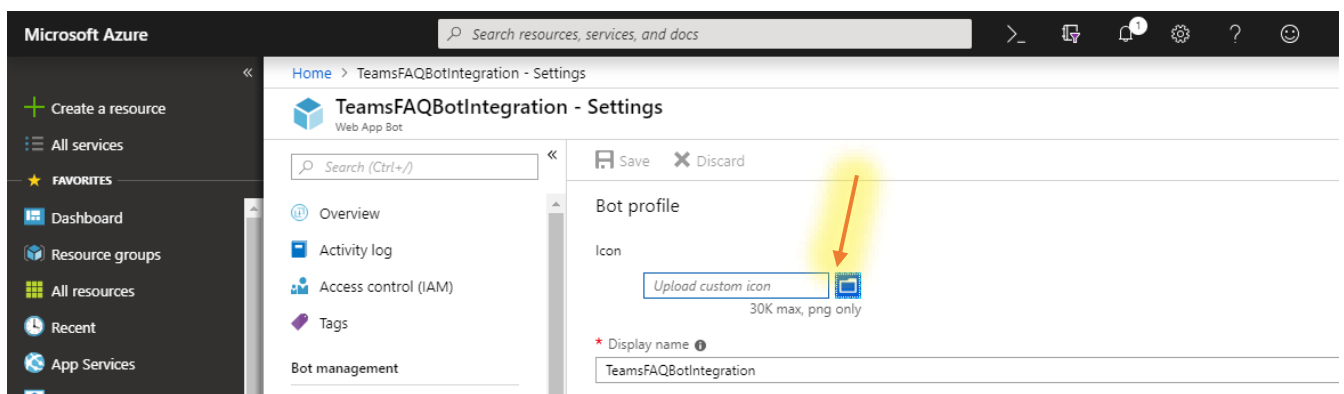 Microsoft Azure
Search resources, services, and docs
>_
1
?
«
Home > TeamsFAQBotIntegration - Settings
Create a resource
TeamsFAQBotIntegration - Settings
Web App Bot
All services
Search (Ctrl+/)
«
Save
Discard
FAVORITES
Bot profile
Dashboard
Overview
Icon
Resource groups
Activity log
All resources
Access control (IAM)
Upload custom icon
30K max, png only
Recent
Tags
* Display name
App Services
Bot management
TeamsFAQBotIntegration